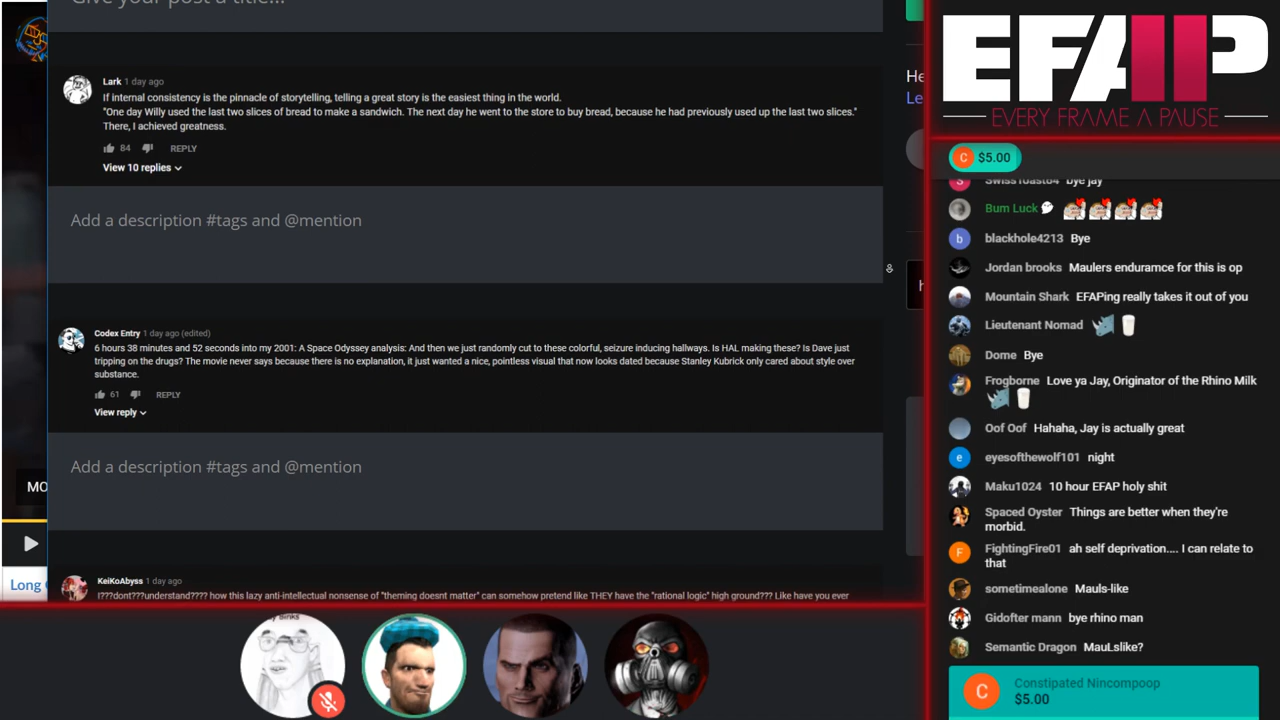 Give your post a title...
Lark 1 day ago
If internal consistency is the pinnacle of storytelling, telling a great story is the easiest thing in the world.
"One day Willy used the last two slices of bread to make a sandwich. The next day he went to the store to buy bread, because he had previously used up the last two slices."
There, I achieved greatness.
84 REPLY
View 10 replies
Add a description #tags and @mention
Codex Entry 1 day ago (edited)
6 hours 38 minutes and 52 seconds into my 2001: A Space Odyssey analysis: And then we just randomly cut to these colorful, seizure inducing hallways. Is HAL making these? Is Dave just
tripping on the drugs? The movie never says because there is no explanation, it just wanted a nice, pointless visual that now looks dated because Stanley Kubrick only cared about style over
substance.
61 REPLY
View reply
Add a description #tags and @mention
KeiKoAbyss 1 day ago
I???dont???understand???? how this lazy anti-intellectual nonsense of "theming doesnt matter" can somehow pretend like THEY have the "rational logic" high ground??? Like have you ever
MO
Long
He
Le
EFAP
EVERY FRAME A PAUSE
C $5.00
SwissToast64 bye jay
Bum Luck
blackhole4213 Bye
Jordan brooks Maulers enduramce for this is op
Mountain Shark EFAPing really takes it out of you
Lieutenant Nomad
Dome Bye
Frogborne Love ya Jay, Originator of the Rhino Milk
Oof Oof Hahaha, Jay is actually great
eyesofthewolf101 night
Maku1024 10 hour EFAP holy shit
Spaced Oyster Things are better when they're
morbid.
FightingFire01 ah self deprivation.... I can relate to
that
sometimealone Mauls-like
Gidofter mann bye rhino man
Semantic Dragon MauLslike?
C Constipated Nincompoop
$5.00